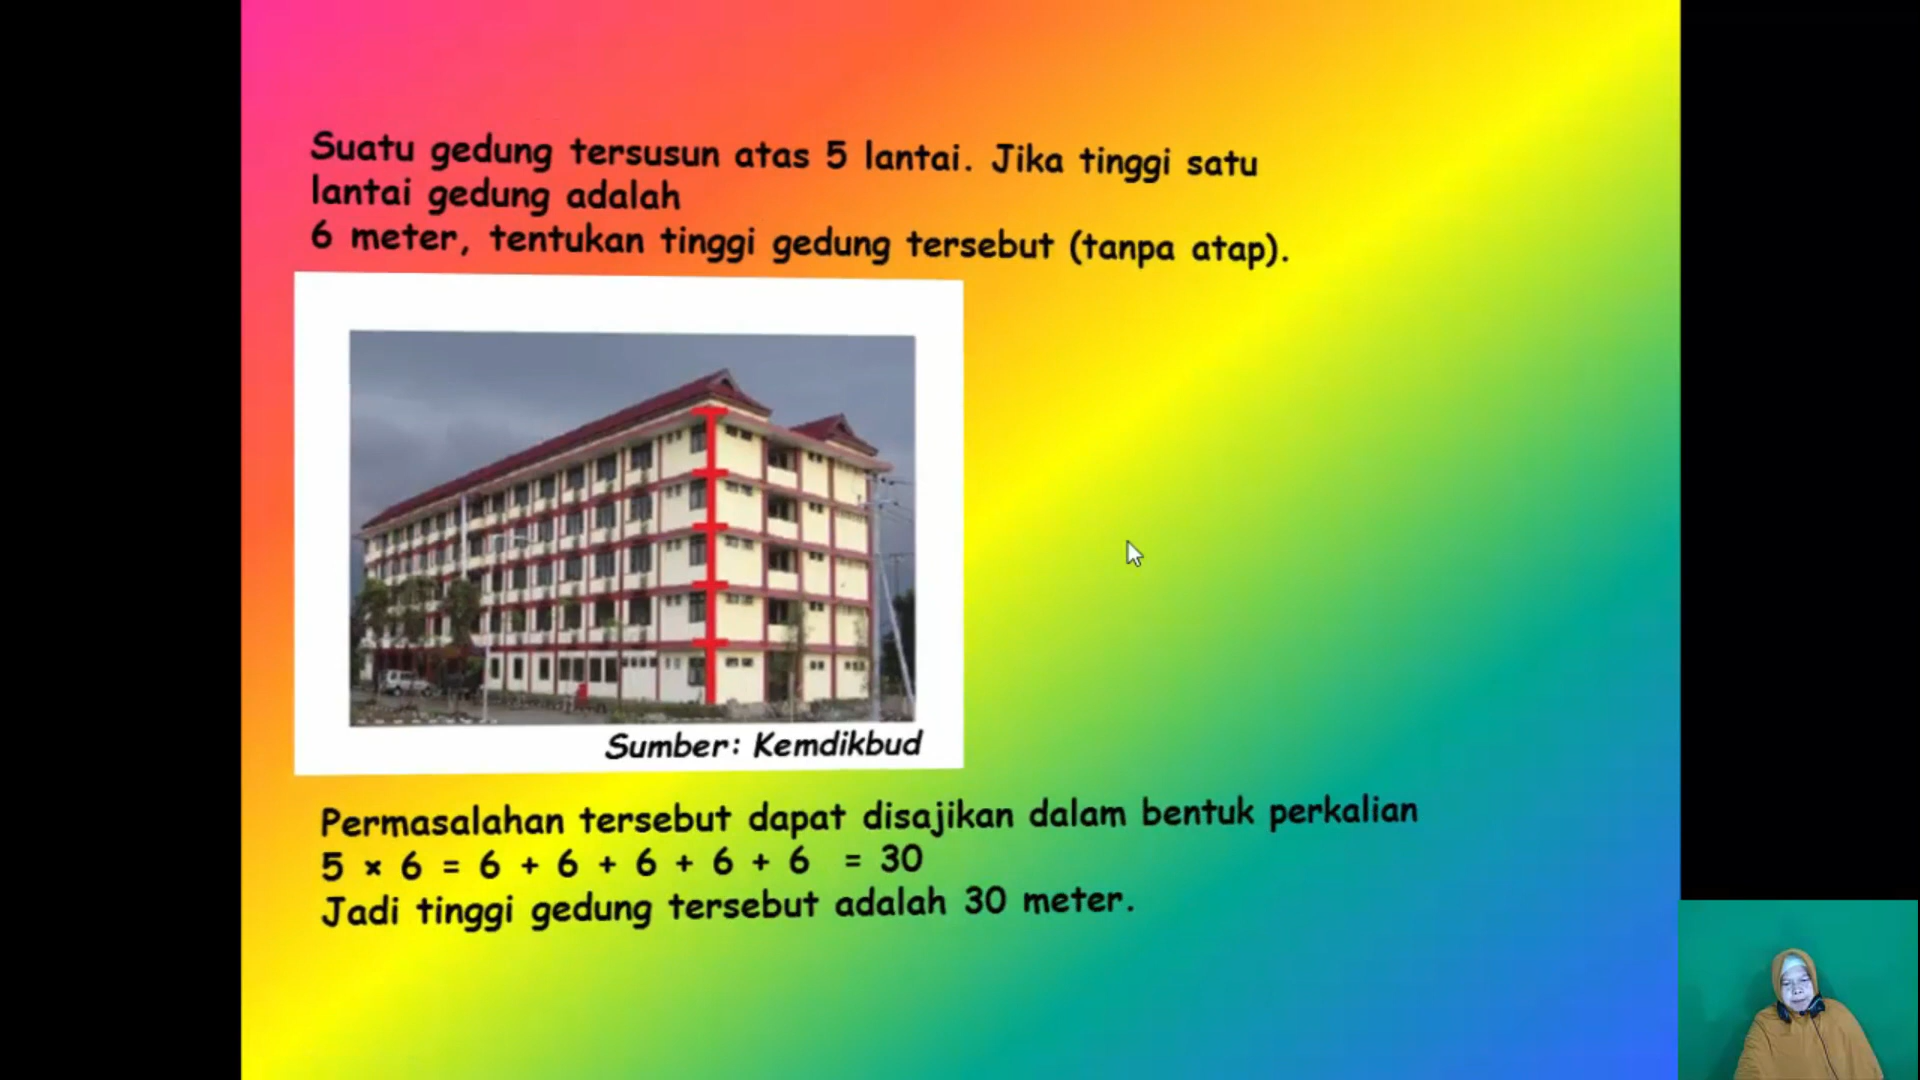 Suatu gedung tersusun atas 5 lantai. Jika tinggi satu
lantai gedung adalah
6 meter, tentukan tinggi gedung tersebut (tanpa atap).
Sumber: Kemdikbud
Permasalahan tersebut dapat disajikan dalam bentuk perkalian
5 × 6 = 6 + 6 + 6 + 6 + 6 = 30
Jadi tinggi gedung tersebut adalah 30 meter.